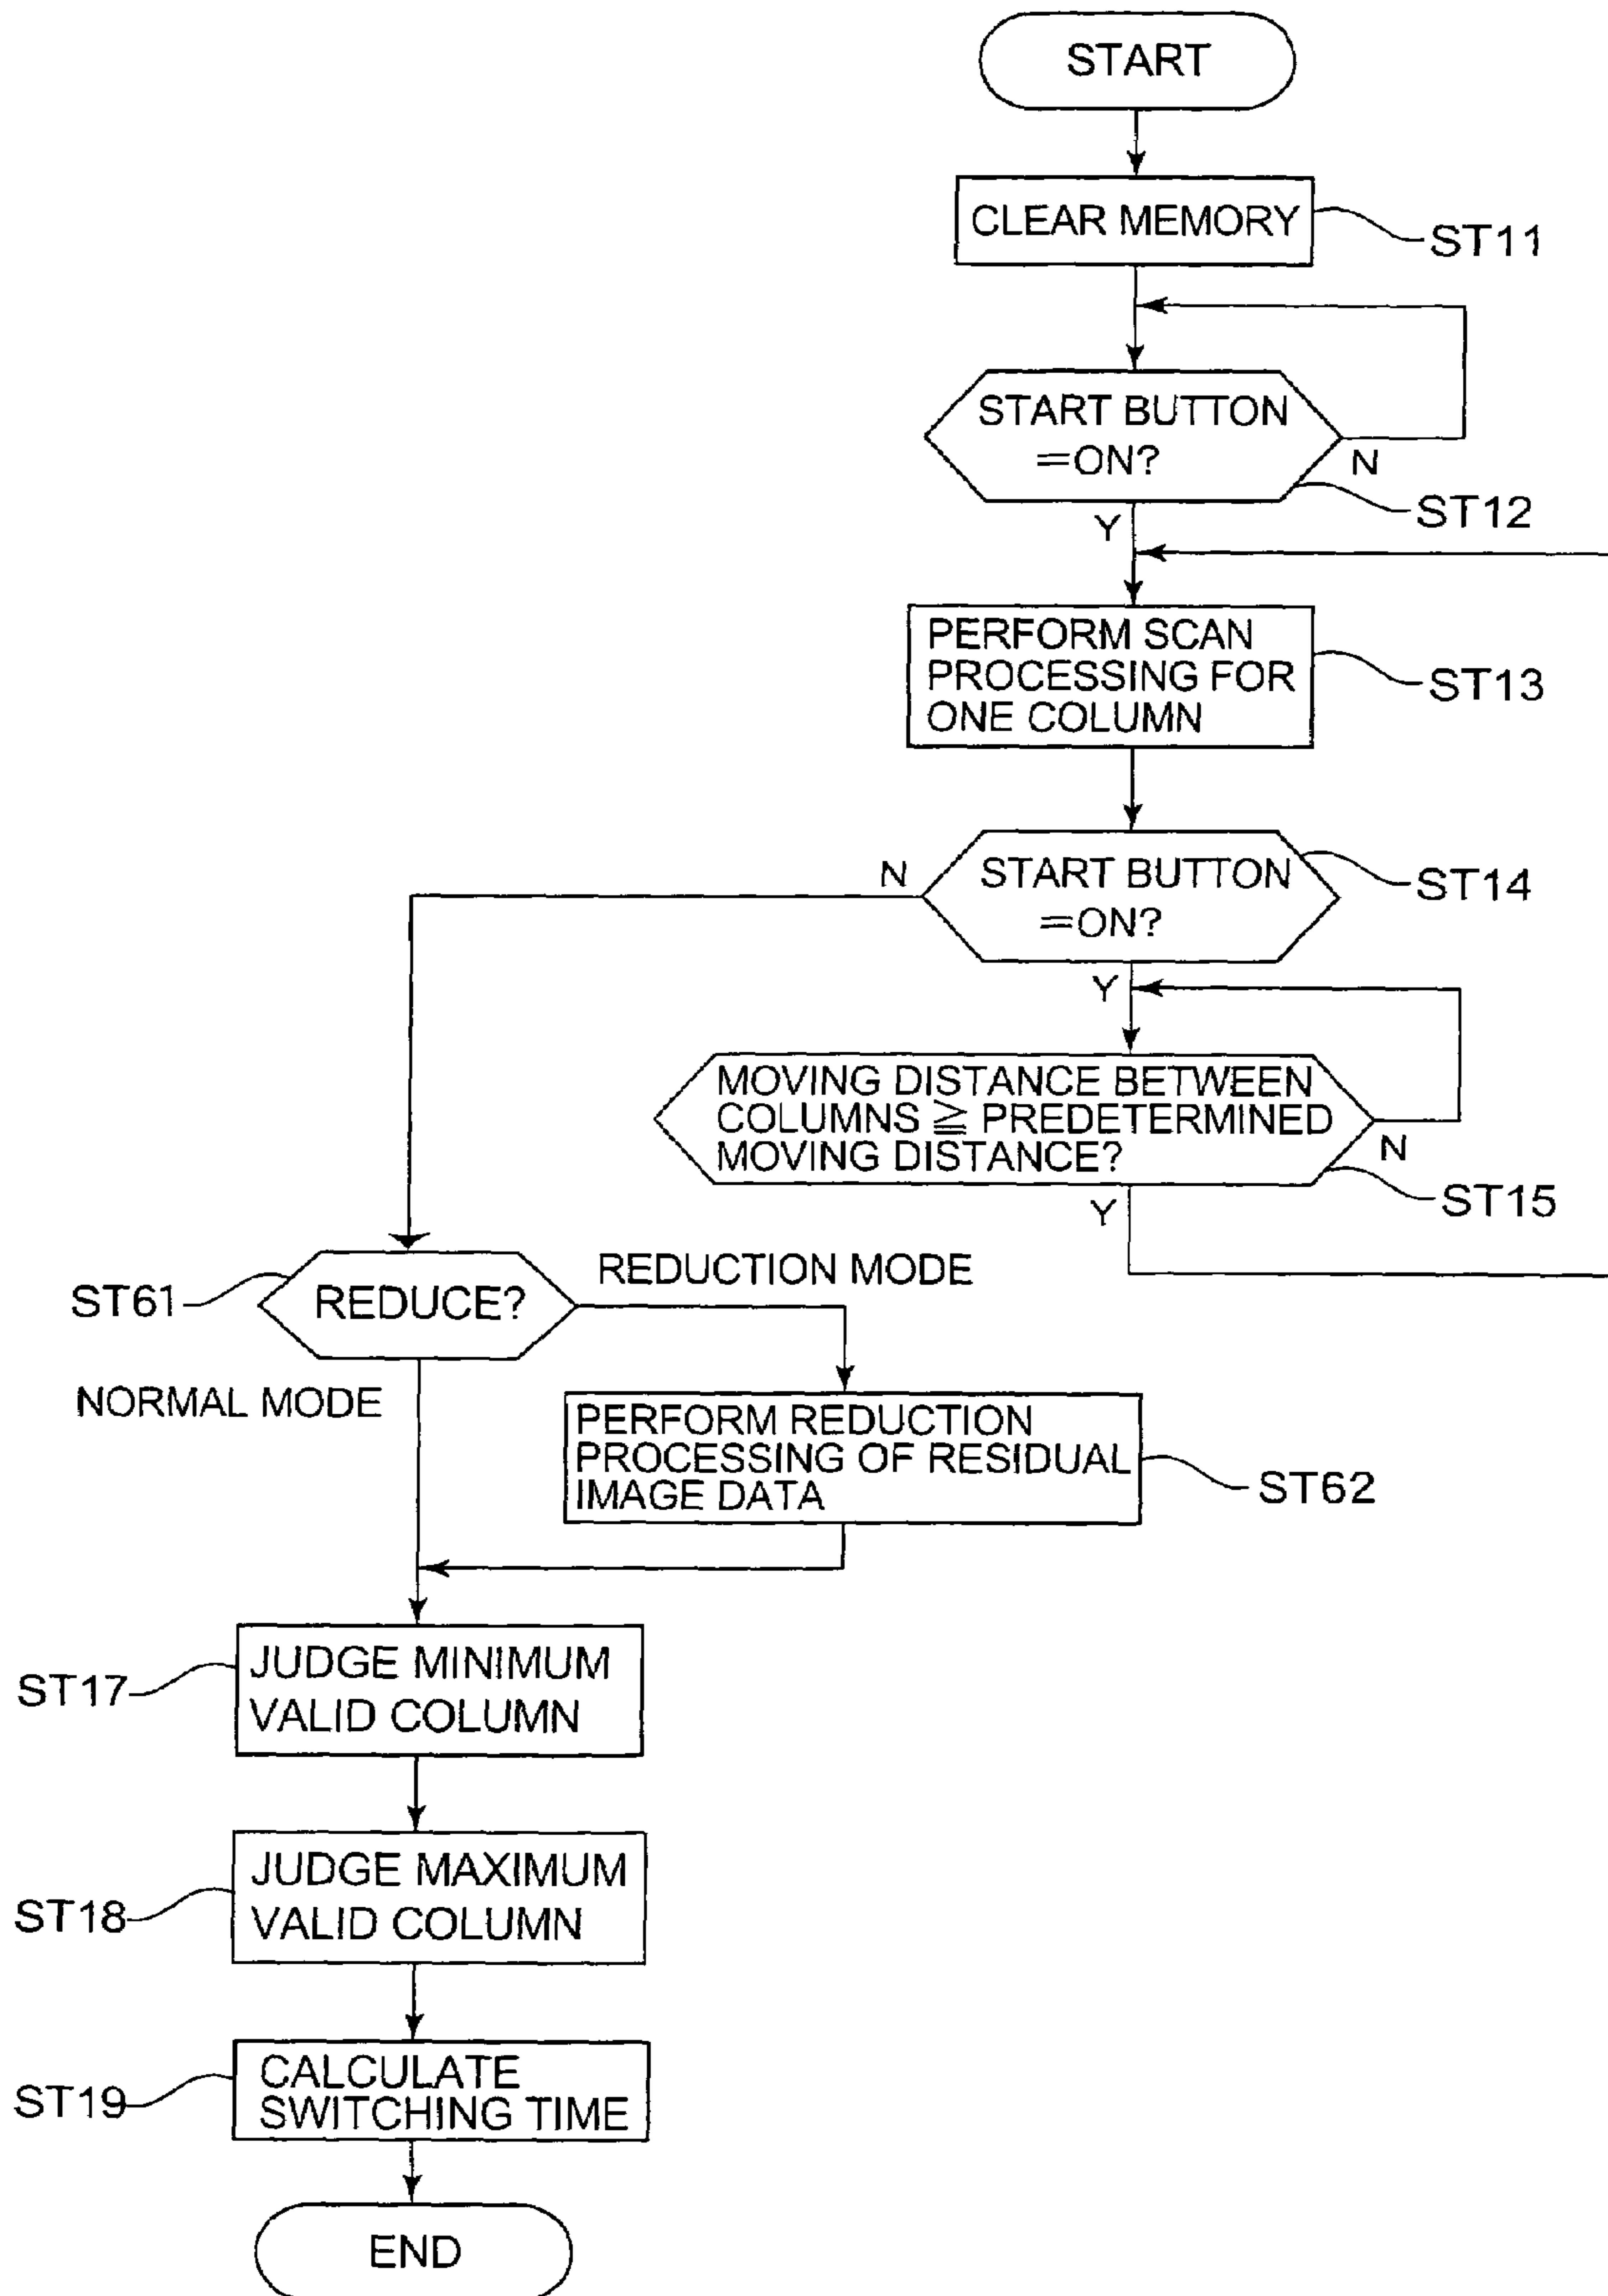 START
CLEAR MEMORY
ST11
START BUTTON
=ON?
N
ST12
Y
PERFORM SCAN
PROCESSING FOR
ONE COLUMN
ST13
N
START BUTTON
=ON?
ST14
Y
MOVING DISTANCE BETWEEN
COLUMNS ≧ PREDETERMINED
MOVING DISTANCE?
N
ST15
Y
ST61
REDUCE?
REDUCTION MODE
NORMAL MODE
PERFORM REDUCTION
PROCESSING OF RESIDUAL
IMAGE DATA
ST62
ST17
JUDGE MINIMUM
VALID COLUMN
ST18
JUDGE MAXIMUM
VALID COLUMN
ST19
CALCULATE
SWITCHING TIME
END